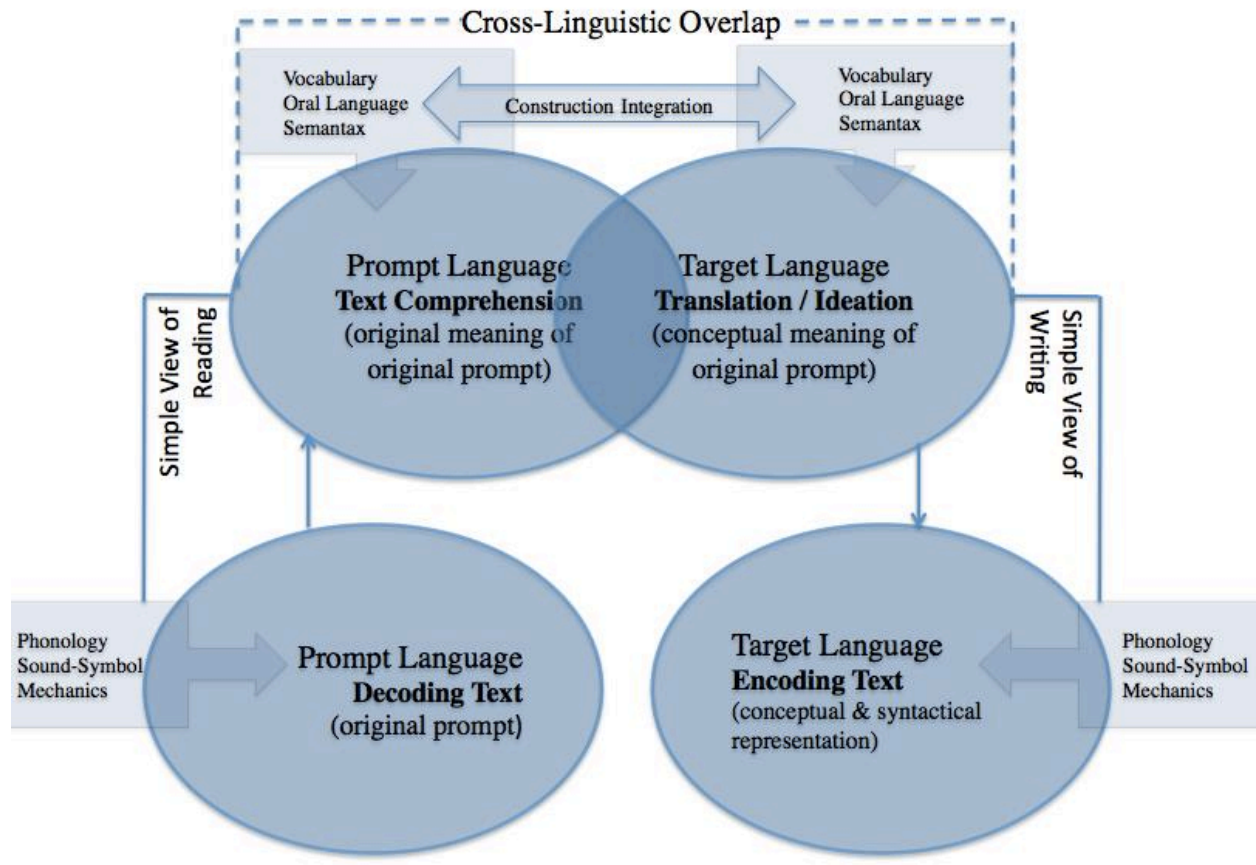 Cross-Linguistic Overlap
Vocabulary
Oral Language
Semantax
Construction Integration
Vocabulary
Oral Language
Semantax
Prompt Language
Text Comprehension
(original meaning of
original prompt)
Target Language
Translation / Ideation
(conceptual meaning of
original prompt)
Simple View of
Reading
Simple View of
Writing
Phonology
Sound-Symbol
Mechanics
Prompt Language
Decoding Text
(original prompt)
Target Language
Encoding Text
(conceptual & syntactical
representation)
Phonology
Sound-Symbol
Mechanics